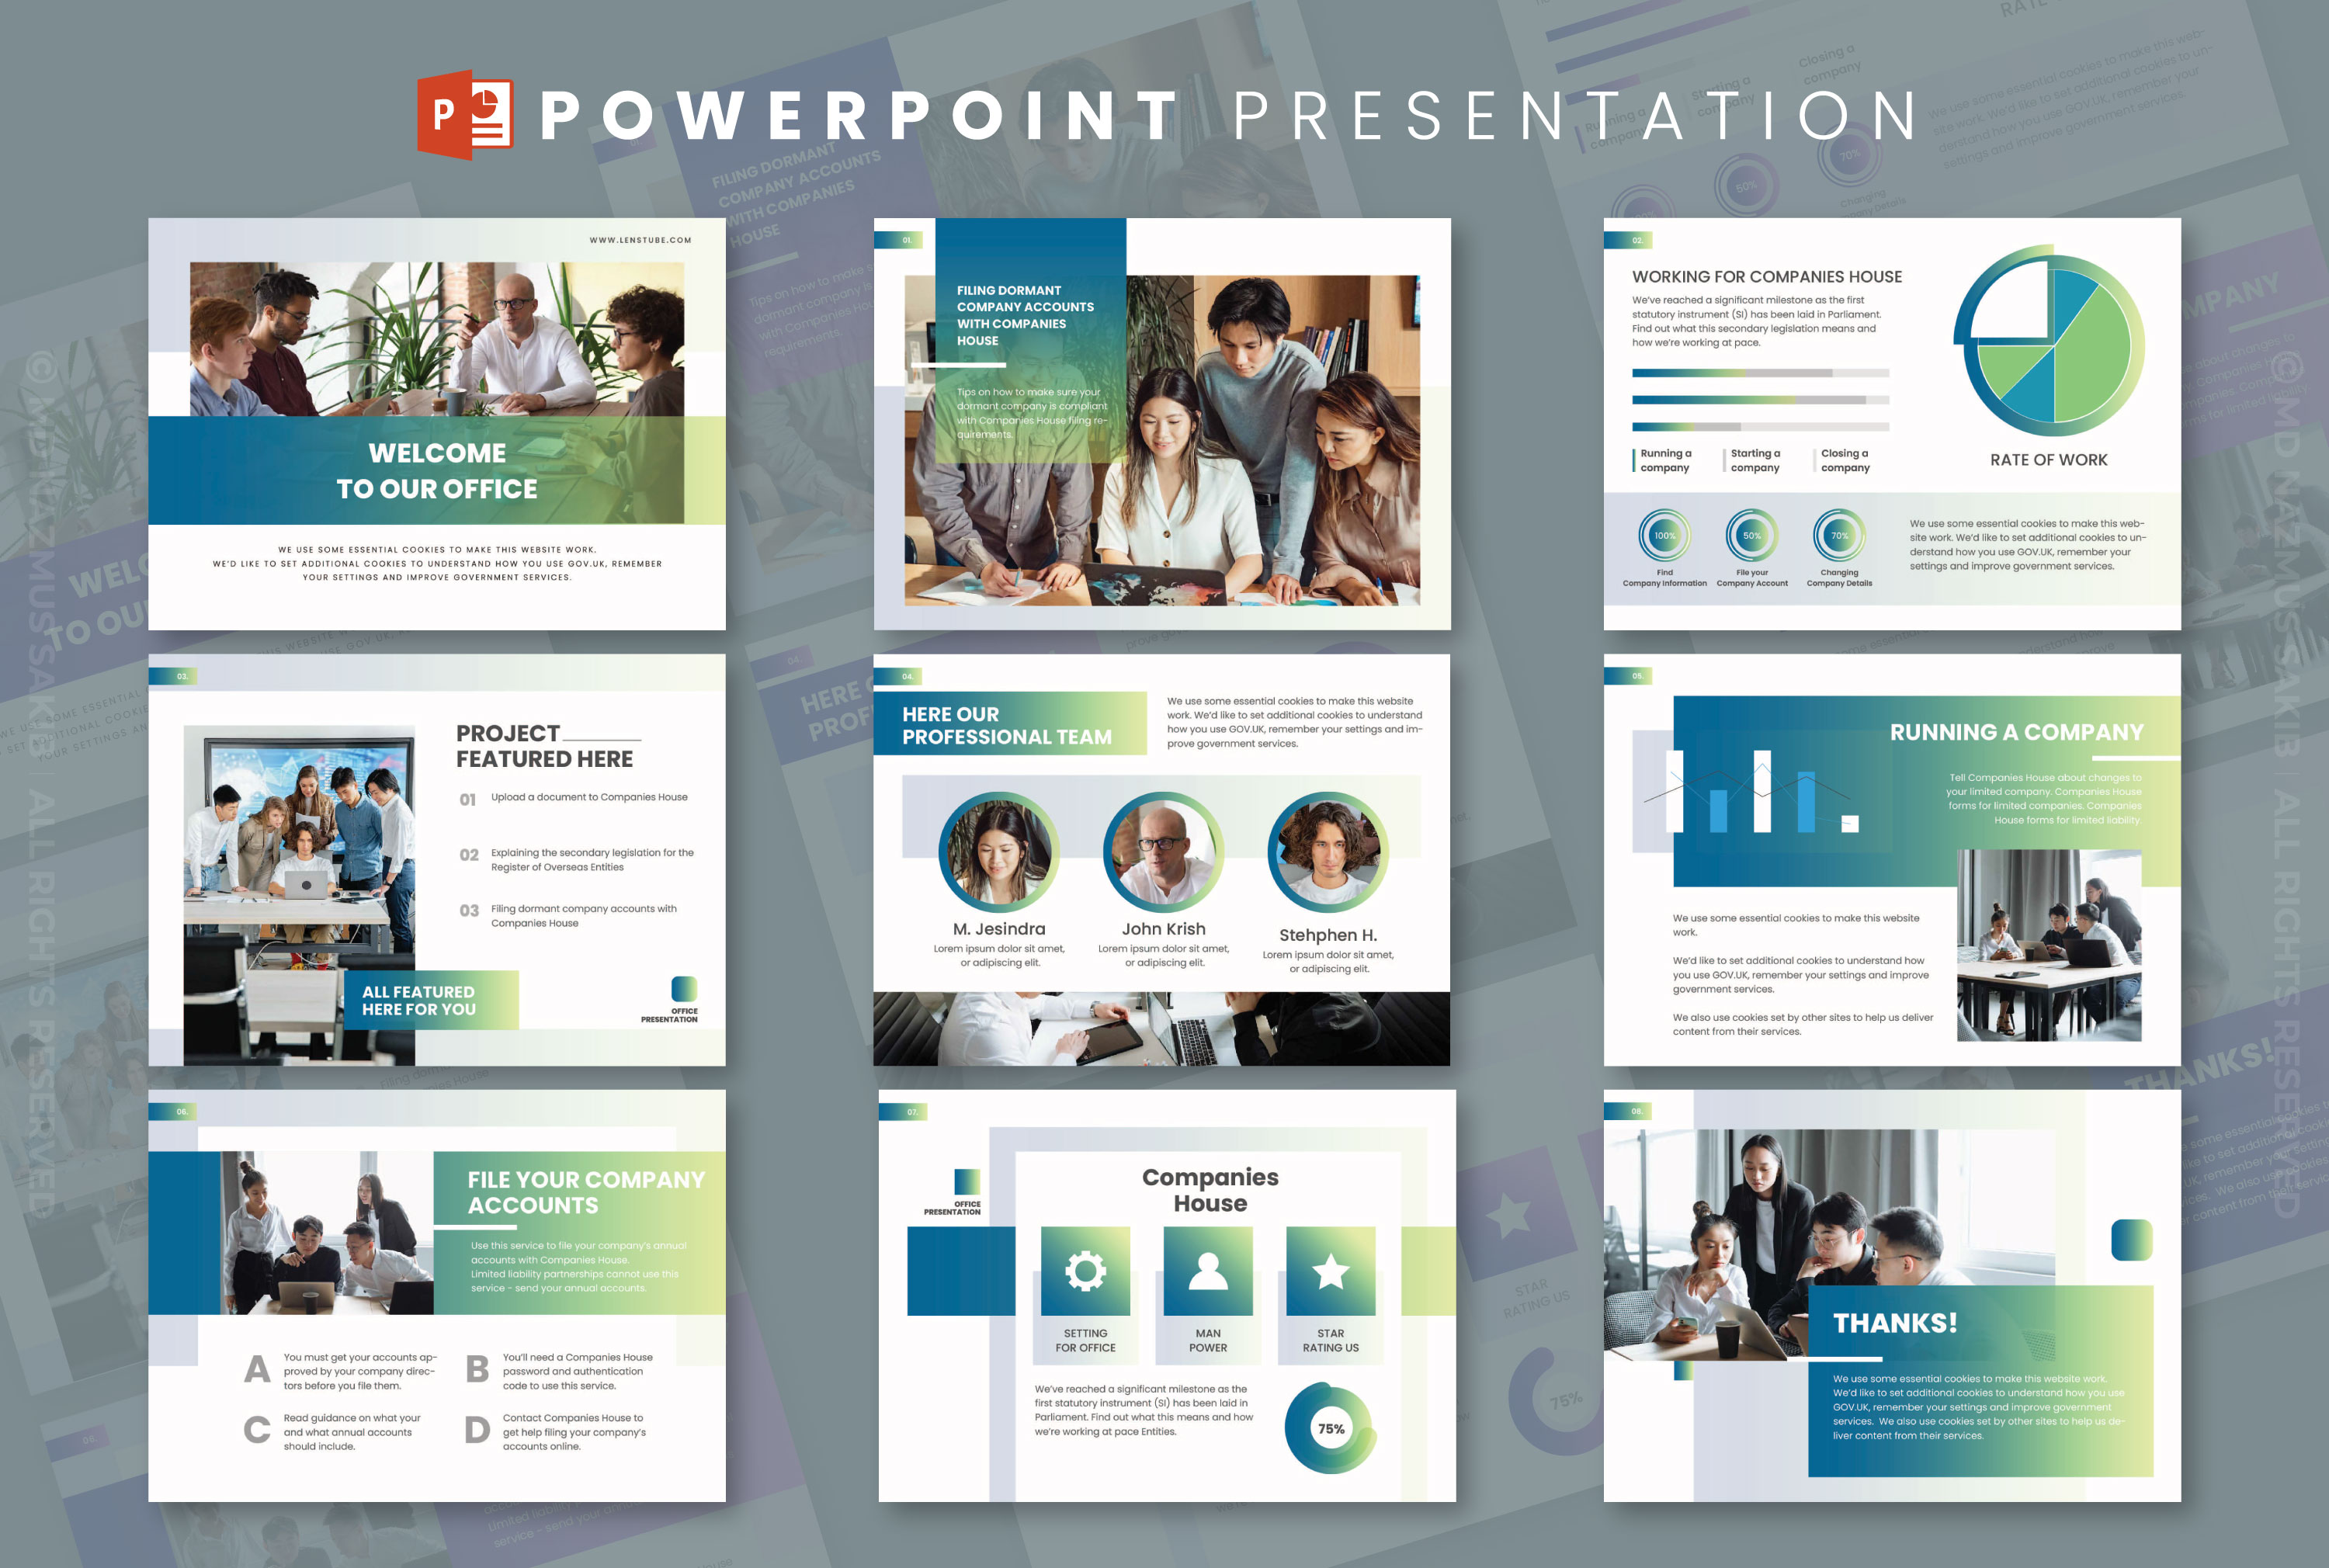 P
POWERPOINT PRESENTATION
WWW.LENSTUBE.COM
WELCOME
TO OUR OFFICE
WE USE SOME ESSENTIAL COOKIES TO MAKE THIS WEBSITE WORK.
WE'D LIKE TO SET ADDITIONAL COOKIES TO UNDERSTAND HOW YOU USE GOV.UK, REMEMBER
YOUR SETTINGS AND IMPROVE GOVERNMENT SERVICES.
01.
FILING DORMANT
COMPANY ACCOUNTS
WITH COMPANIES
HOUSE
Tips on how to make sure your
dormant company is compliant
with Companies House filing re-
quirements.
02.
WORKING FOR COMPANIES HOUSE
We've reached a significant milestone as the first
statutory instrument (SI) has been laid in Parliament.
Find out what this secondary legislation means and
how we're working at pace.
Running a
company
Starting a
company
Closing a
company
RATE OF WORK
100%
Find
Company Information
50%
File your
Company Account
70%
Changing
Company Details
We use some essential cookies to make this web-
site work. We'd like to set additional cookies to un-
derstand how you use GOV.UK, remember your
settings and improve government services.
03.
PROJECT
FEATURED HERE
01 Upload a document to Companies House
02 Explaining the secondary legislation for the
Register of Overseas Entities
03 Filing dormant company accounts with
Companies House
ALL FEATURED
HERE FOR YOU
OFFICE
PRESENTATION
04.
HERE OUR
PROFESSIONAL TEAM
We use some essential cookies to make this website
work. We'd like to set additional cookies to understand
how you use GOV.UK, remember your settings and im-
prove government services.
M. Jesindra
Lorem ipsum dolor sit amet,
or adipiscing elit.
John Krish
Lorem ipsum dolor sit amet,
or adipiscing elit.
Stehphen H.
Lorem ipsum dolor sit amet,
or adipiscing elit.
05.
RUNNING A COMPANY
Tell Companies House about changes to
your limited company. Companies House
forms for limited companies. Companies
House forms for limited liability.
We use some essential cookies to make this website
work.
We'd like to set additional cookies to understand how
you use GOV.UK, remember your settings and improve
government services.
We also use cookies set by other sites to help us deliver
content from their services.
06.
FILE YOUR COMPANY
ACCOUNTS
Use this service to file your company's annual
accounts with Companies House.
Limited liability partnerships cannot use this
service - send your annual accounts.
A You must get your accounts ap-
proved by your company direc-
tors before you file them.
B You'll need a Companies House
password and authentication
code to use this service.
C Read guidance on what your
and what annual accounts
should include.
D Contact Companies House to
get help filing your company's
accounts online.
07.
OFFICE
PRESENTATION
Companies
House
SETTING
FOR OFFICE
MAN
POWER
STAR
RATING US
We've reached a significant milestone as the
first statutory instrument (SI) has been laid in
Parliament. Find out what this means and how
we're working at pace Entities.
75%
08.
THANKS!
We use some essential cookies to make this website work.
We'd like to set additional cookies to understand how you use
GOV.UK, remember your settings and improve government
services. We also use cookies set by other sites to help us de-
liver content from their services.
© MD NAZMUSSAKIB | ALL RIGHTS RESERVED
© MD NAZMUSSAKIB | ALL RIGHTS RESERVED